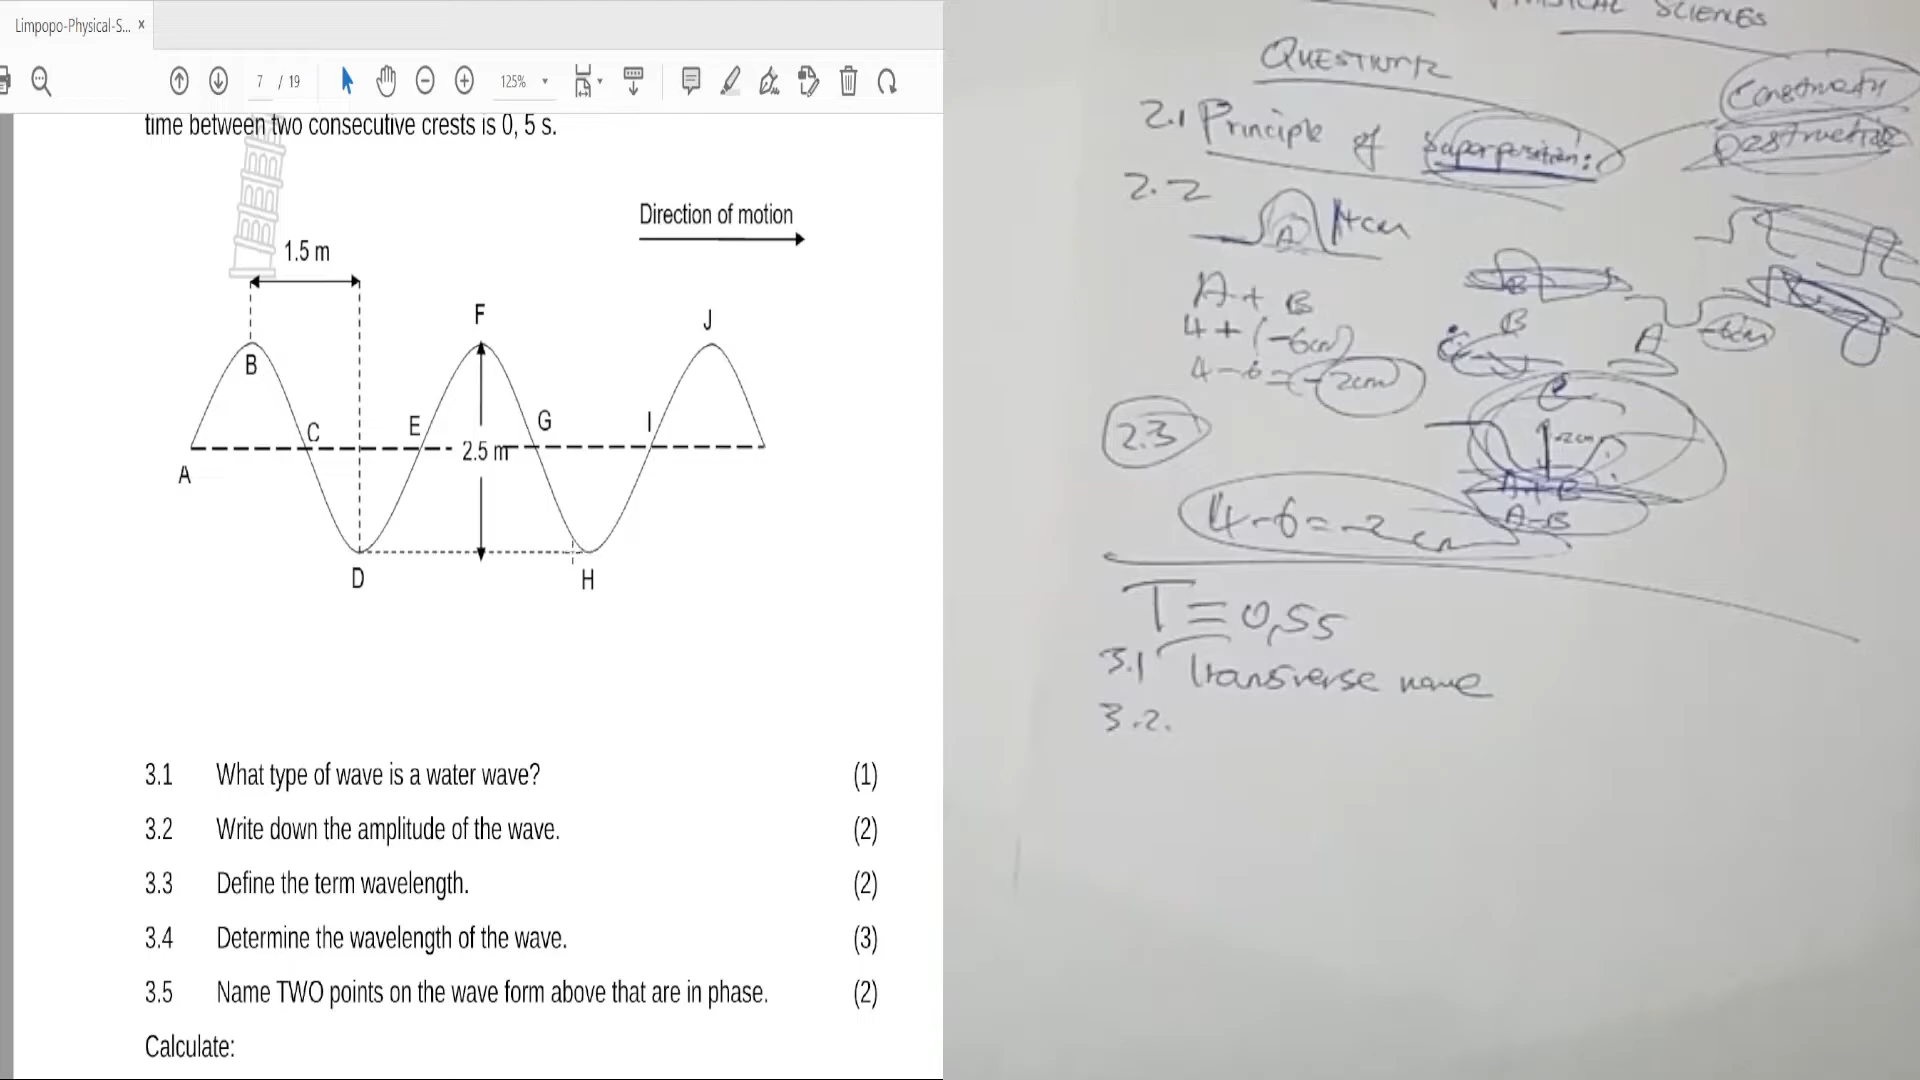 Limpopo-Physical-S... ×
7 / 19 125%
time between two consecutive crests is 0, 5 s.
Direction of motion
1.5 m
F
J
B
C
E
G
I
2.5 m
A
D
H
3.1 What type of wave is a water wave? (1)
3.2 Write down the amplitude of the wave. (2)
3.3 Define the term wavelength. (2)
3.4 Determine the wavelength of the wave. (3)
3.5 Name TWO points on the wave form above that are in phase. (2)
Calculate:
SCIENCES
2.1 Principle of Superposition:
Destructive
2.2
A
4cm
A + B
B
4 + (-6cm)
B
A
-6cm
4 - 6 = -2cm
2.3
-2cm
A + B
A-B
4-6=-2cm
T = 0,5s
3.1 Transverse wave
3.2.